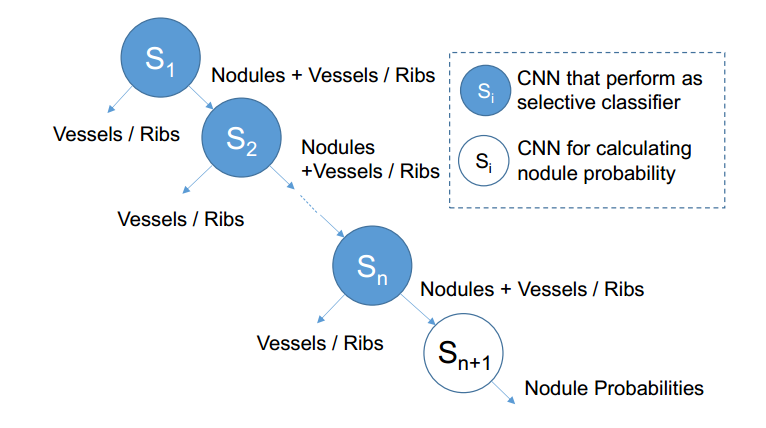 S1
Nodules + Vessels / Ribs
Vessels / Ribs
S2
Nodules
+Vessels / Ribs
Vessels / Ribs
Sn
Nodules + Vessels / Ribs
Vessels / Ribs
Sn+1
Nodule Probabilities
Si
CNN that perform as
selective classifier
Si
CNN for calculating
nodule probability